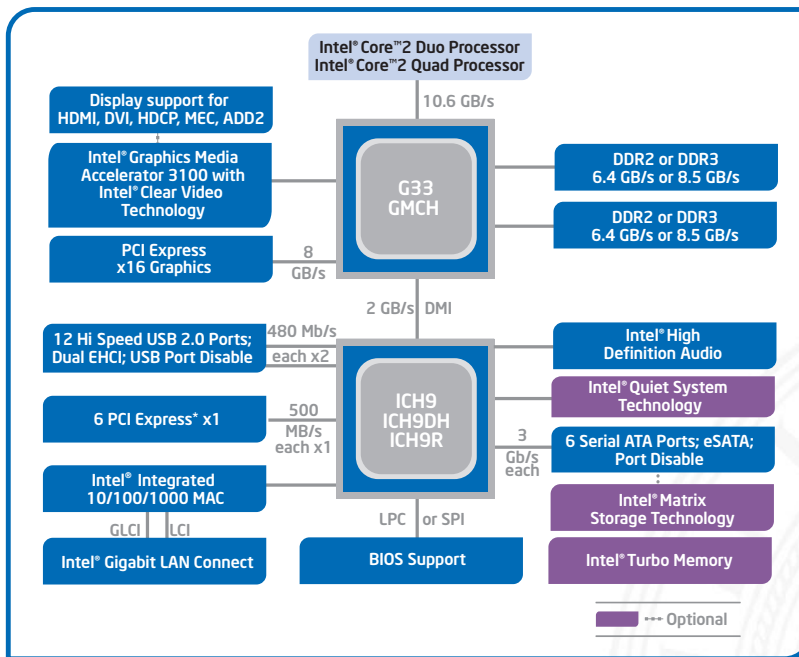 Intel® Core™2 Duo Processor
Intel® Core™2 Quad Processor
10.6 GB/s
Display support for
HDMI, DVI, HDCP, MEC, ADD2
Intel® Graphics Media
Accelerator 3100 with
Intel® Clear Video
Technology
PCI Express
x16 Graphics
8
GB/s
G33
GMCH
DDR2 or DDR3
6.4 GB/s or 8.5 GB/s
DDR2 or DDR3
6.4 GB/s or 8.5 GB/s
2 GB/s DMI
12 Hi Speed USB 2.0 Ports;
Dual EHCI; USB Port Disable
480 Mb/s
each x2
6 PCI Express* x1
500
MB/s
each x1
Intel® Integrated
10/100/1000 MAC
GLCI
LCI
Intel® Gigabit LAN Connect
ICH9
ICH9DH
ICH9R
LPC or SPI
BIOS Support
Intel® High
Definition Audio
Intel® Quiet System
Technology
3
Gb/s
each
6 Serial ATA Ports; eSATA;
Port Disable
Intel® Matrix
Storage Technology
Intel® Turbo Memory
Optional